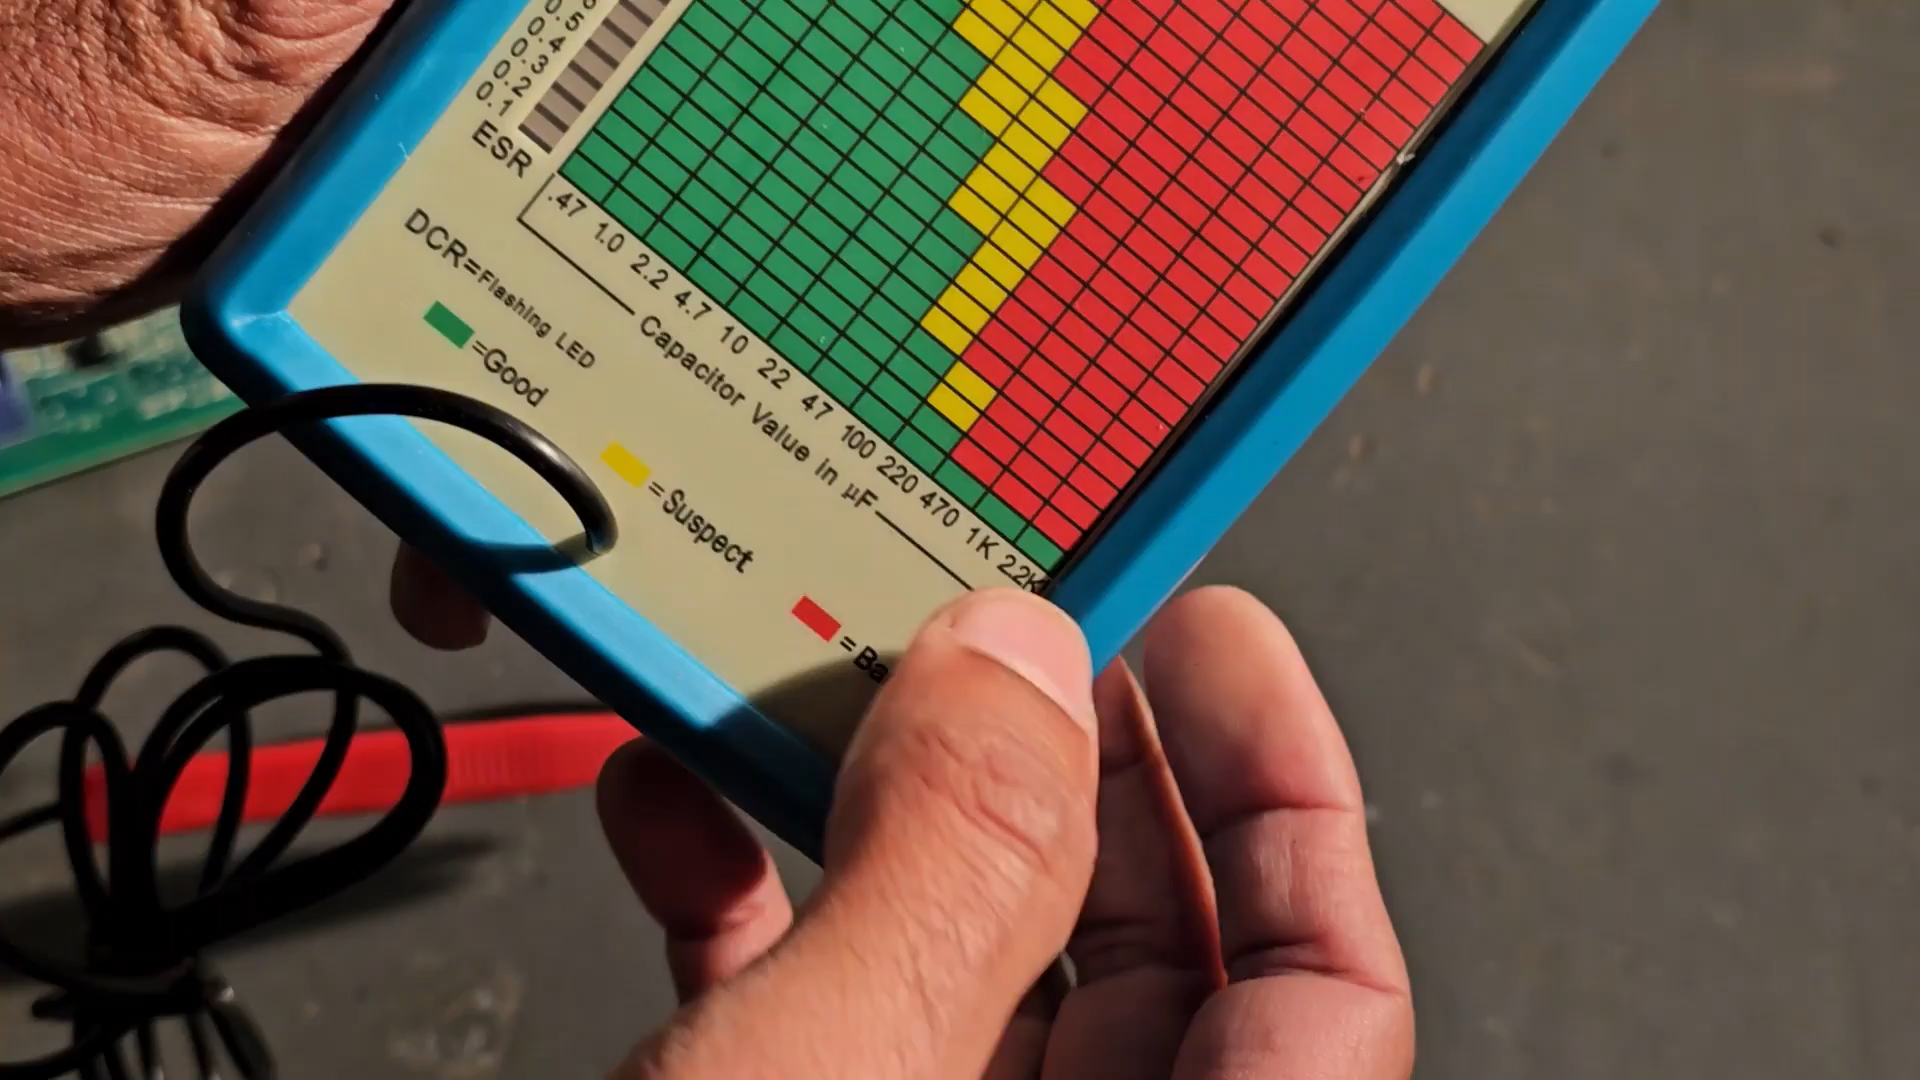 0.5
0.4
0.3
0.2
0.1
ESR
.47 1.0 2.2 4.7 10 22 47 100 220 470 1K 2.2K
Capacitor Value in µF
DCR=Flashing LED
=Good
=Suspect